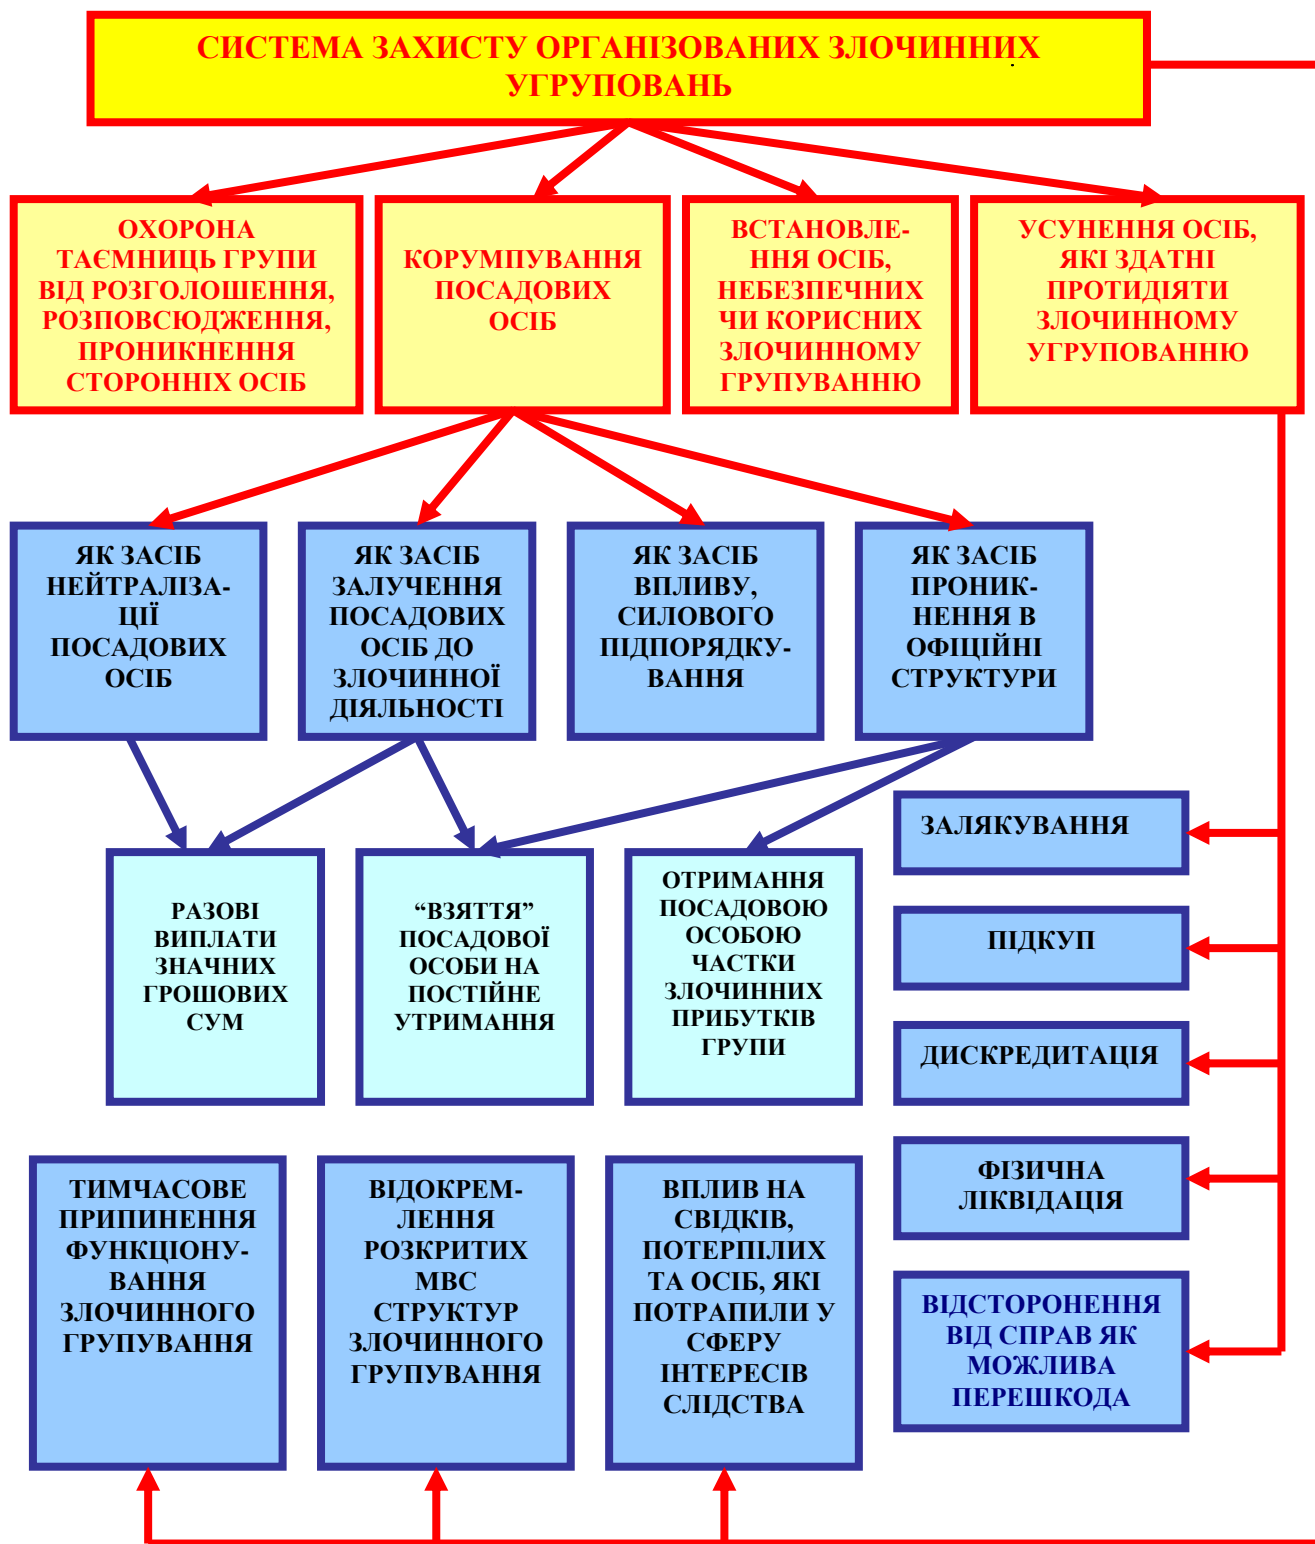 СИСТЕМА ЗАХИСТУ ОРГАНІЗОВАНИХ ЗЛОЧИННИХ
УГРУПОВАНЬ
ОХОРОНА
ТАЄМНИЦЬ ГРУПИ
ВІД РОЗГОЛОШЕННЯ,
РОЗПОВСЮДЖЕННЯ,
ПРОНИКНЕННЯ
СТОРОННІХ ОСІБ
КОРУМПУВАННЯ
ПОСАДОВИХ
ОСІБ
ВСТАНОВЛЕ-
ННЯ ОСІБ,
НЕБЕЗПЕЧНИХ
ЧИ КОРИСНИХ
ЗЛОЧИННОМУ
ГРУПУВАННЮ
УСУНЕННЯ ОСІБ,
ЯКІ ЗДАТНІ
ПРОТИДІЯТИ
ЗЛОЧИННОМУ
УГРУПОВАННЮ
ЯК ЗАСІБ
НЕЙТРАЛІЗА-
ЦІЇ
ПОСАДОВИХ
ОСІБ
ЯК ЗАСІБ
ЗАЛУЧЕННЯ
ПОСАДОВИХ
ОСІБ ДО
ЗЛОЧИННОЇ
ДІЯЛЬНОСТІ
ЯК ЗАСІБ
ВПЛИВУ,
СИЛОВОГО
ПІДПОРЯДКУ-
ВАННЯ
ЯК ЗАСІБ
ПРОНИК-
НЕННЯ В
ОФІЦІЙНІ
СТРУКТУРИ
РАЗОВІ
ВИПЛАТИ
ЗНАЧНИХ
ГРОШОВИХ
СУМ
“ВЗЯТТЯ”
ПОСАДОВОЇ
ОСОБИ НА
ПОСТІЙНЕ
УТРИМАННЯ
ОТРИМАННЯ
ПОСАДОВОЮ
ОСОБОЮ
ЧАСТКИ
ЗЛОЧИННИХ
ПРИБУТКІВ
ГРУПИ
ЗАЛЯКУВАННЯ
ПІДКУП
ДИСКРЕДИТАЦІЯ
ФІЗИЧНА
ЛІКВІДАЦІЯ
ВІДСТОРОНЕННЯ
ВІД СПРАВ ЯК
МОЖЛИВА
ПЕРЕШКОДА
ТИМЧАСОВЕ
ПРИПИНЕННЯ
ФУНКЦІОНУ-
ВАННЯ
ЗЛОЧИННОГО
ГРУПУВАННЯ
ВІДОКРЕМ-
ЛЕННЯ
РОЗКРИТИХ
МВС
СТРУКТУР
ЗЛОЧИННОГО
ГРУПУВАННЯ
ВПЛИВ НА
СВІДКІВ,
ПОТЕРПІЛИХ
ТА ОСІБ, ЯКІ
ПОТРАПИЛИ У
СФЕРУ
ІНТЕРЕСІВ
СЛІДСТВА